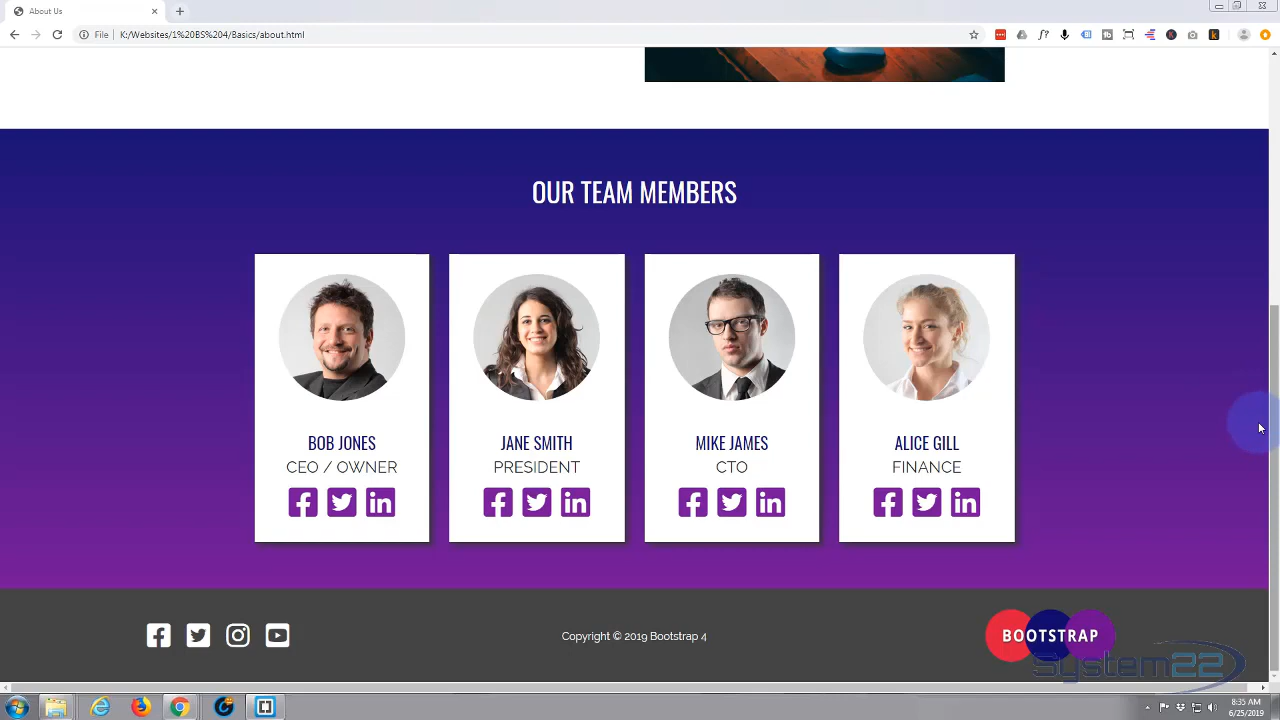 About Us
File
K:/Websites/1%20BS%204/Basics/about.html
OUR TEAM MEMBERS
BOB JONES
CEO / OWNER
JANE SMITH
PRESIDENT
MIKE JAMES
CTO
ALICE GILL
FINANCE
Copyright © 2019 Bootstrap 4
BOOTSTRAP
System22
8:35 AM
6/25/2019